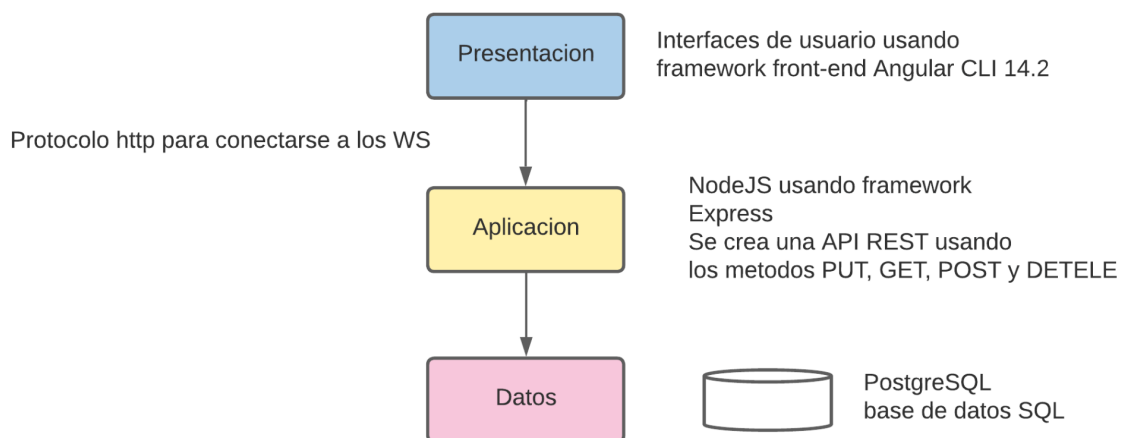 Presentacion
Interfaces de usuario usando
framework front-end Angular CLI 14.2
Protocolo http para conectarse a los WS
Aplicacion
NodeJS usando framework
Express
Se crea una API REST usando
los metodos PUT, GET, POST y DETELE
Datos
PostgreSQL
base de datos SQL